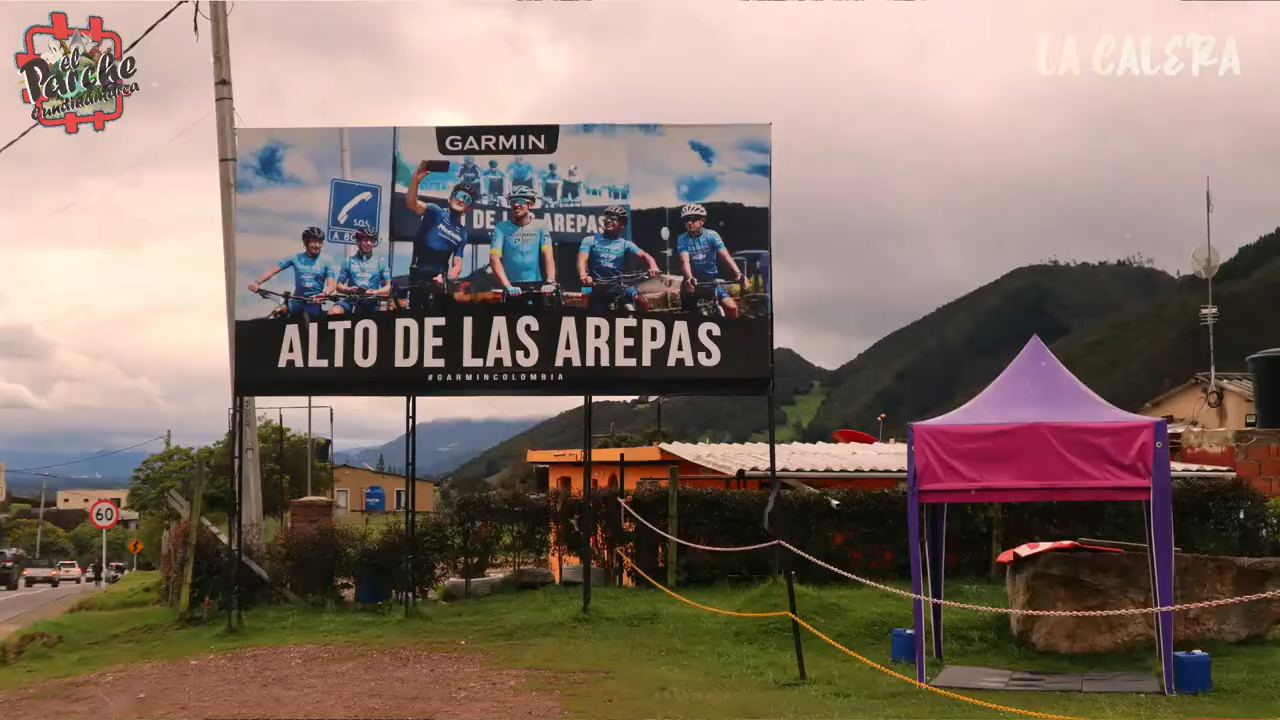 el
Parche
Cundinamarca
LA CALERA
GARMIN
S.O.S.
DE LAS AREPAS
ALTO DE LAS AREPAS
#GARMINCOLOMBIA
60